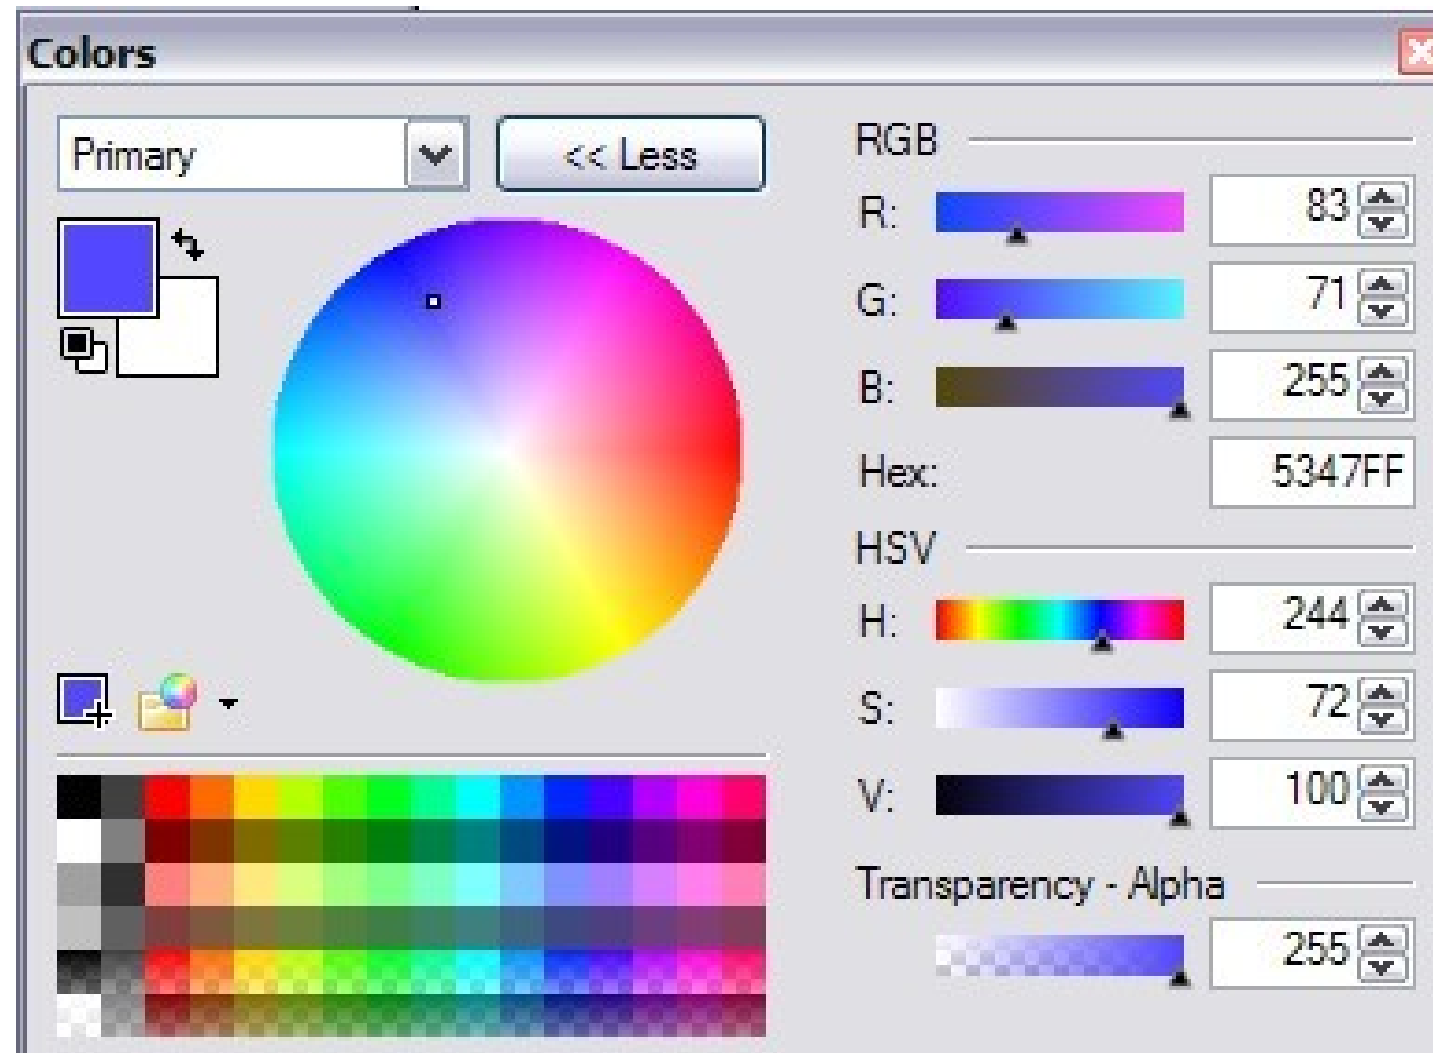 Colors
Primary
<< Less
RGB
R: 83
G: 71
B: 255
Hex: 5347FF
HSV
H: 244
S: 72
V: 100
Transparency - Alpha
255